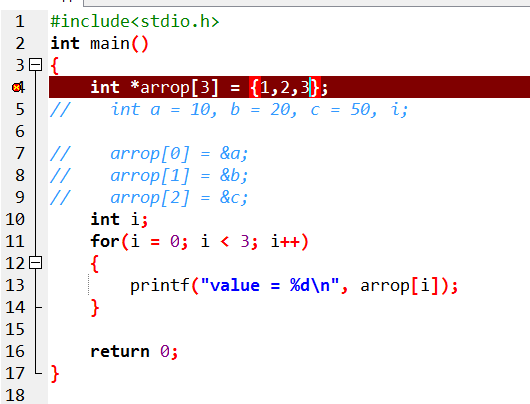 1 #include<stdio.h>
2 int main()
3 {
4 int *arrop[3] = {1,2,3};
5 // int a = 10, b = 20, c = 50, i;
6
7 // arrop[0] = &a;
8 // arrop[1] = &b;
9 // arrop[2] = &c;
10 int i;
11 for(i = 0; i < 3; i++)
12 {
13 printf("value = %d\n", arrop[i]);
14 }
15
16 return 0;
17 }
18